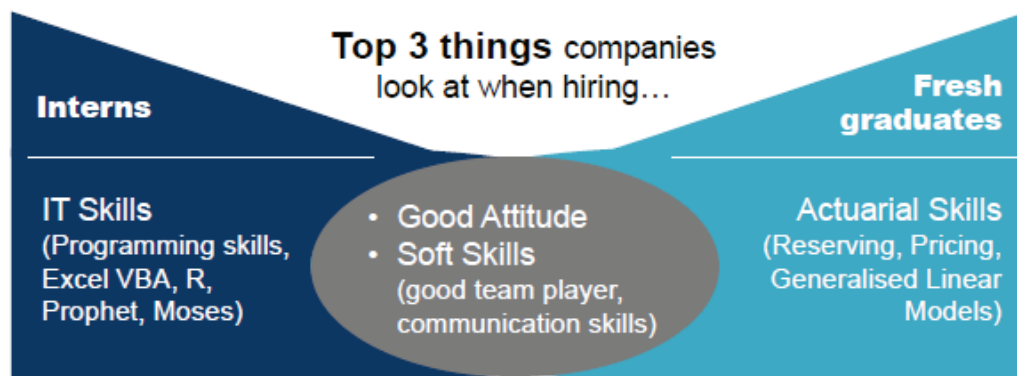 Top 3 things companies
look at when hiring…
Interns
IT Skills
(Programming skills,
Excel VBA, R,
Prophet, Moses)
• Good Attitude
• Soft Skills
(good team player,
communication skills)
Fresh
graduates
Actuarial Skills
(Reserving, Pricing,
Generalised Linear
Models)